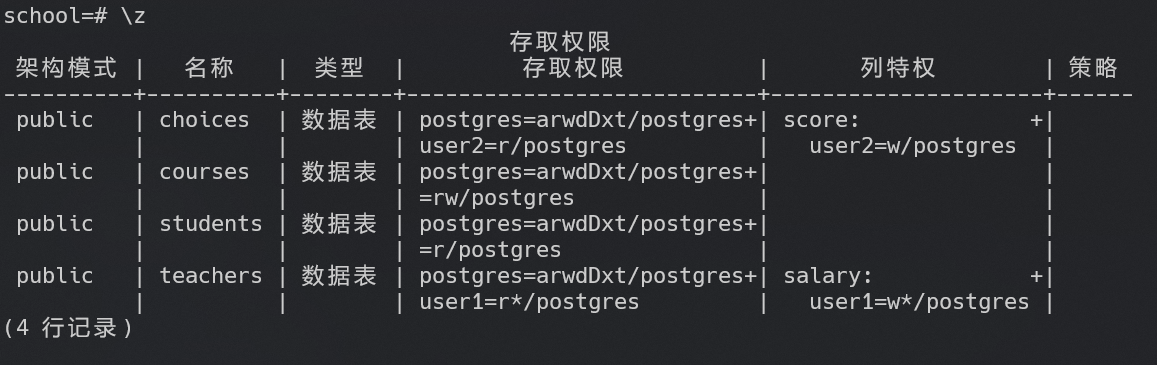 school=# \z
存取权限
架构模式 | 名称 | 类型 | 存取权限 | 列特权 | 策略
----------+----------+--------+---------------------------+---------------------+------
public | choices | 数据表 | postgres=arwdDxt/postgres+| score: +|
| | | user2=r/postgres | user2=w/postgres |
public | courses | 数据表 | postgres=arwdDxt/postgres+| |
| | | =rw/postgres | |
public | students | 数据表 | postgres=arwdDxt/postgres+| |
| | | =r/postgres | |
public | teachers | 数据表 | postgres=arwdDxt/postgres+| salary: +|
| | | user1=r*/postgres | user1=w*/postgres |
(4 行记录)